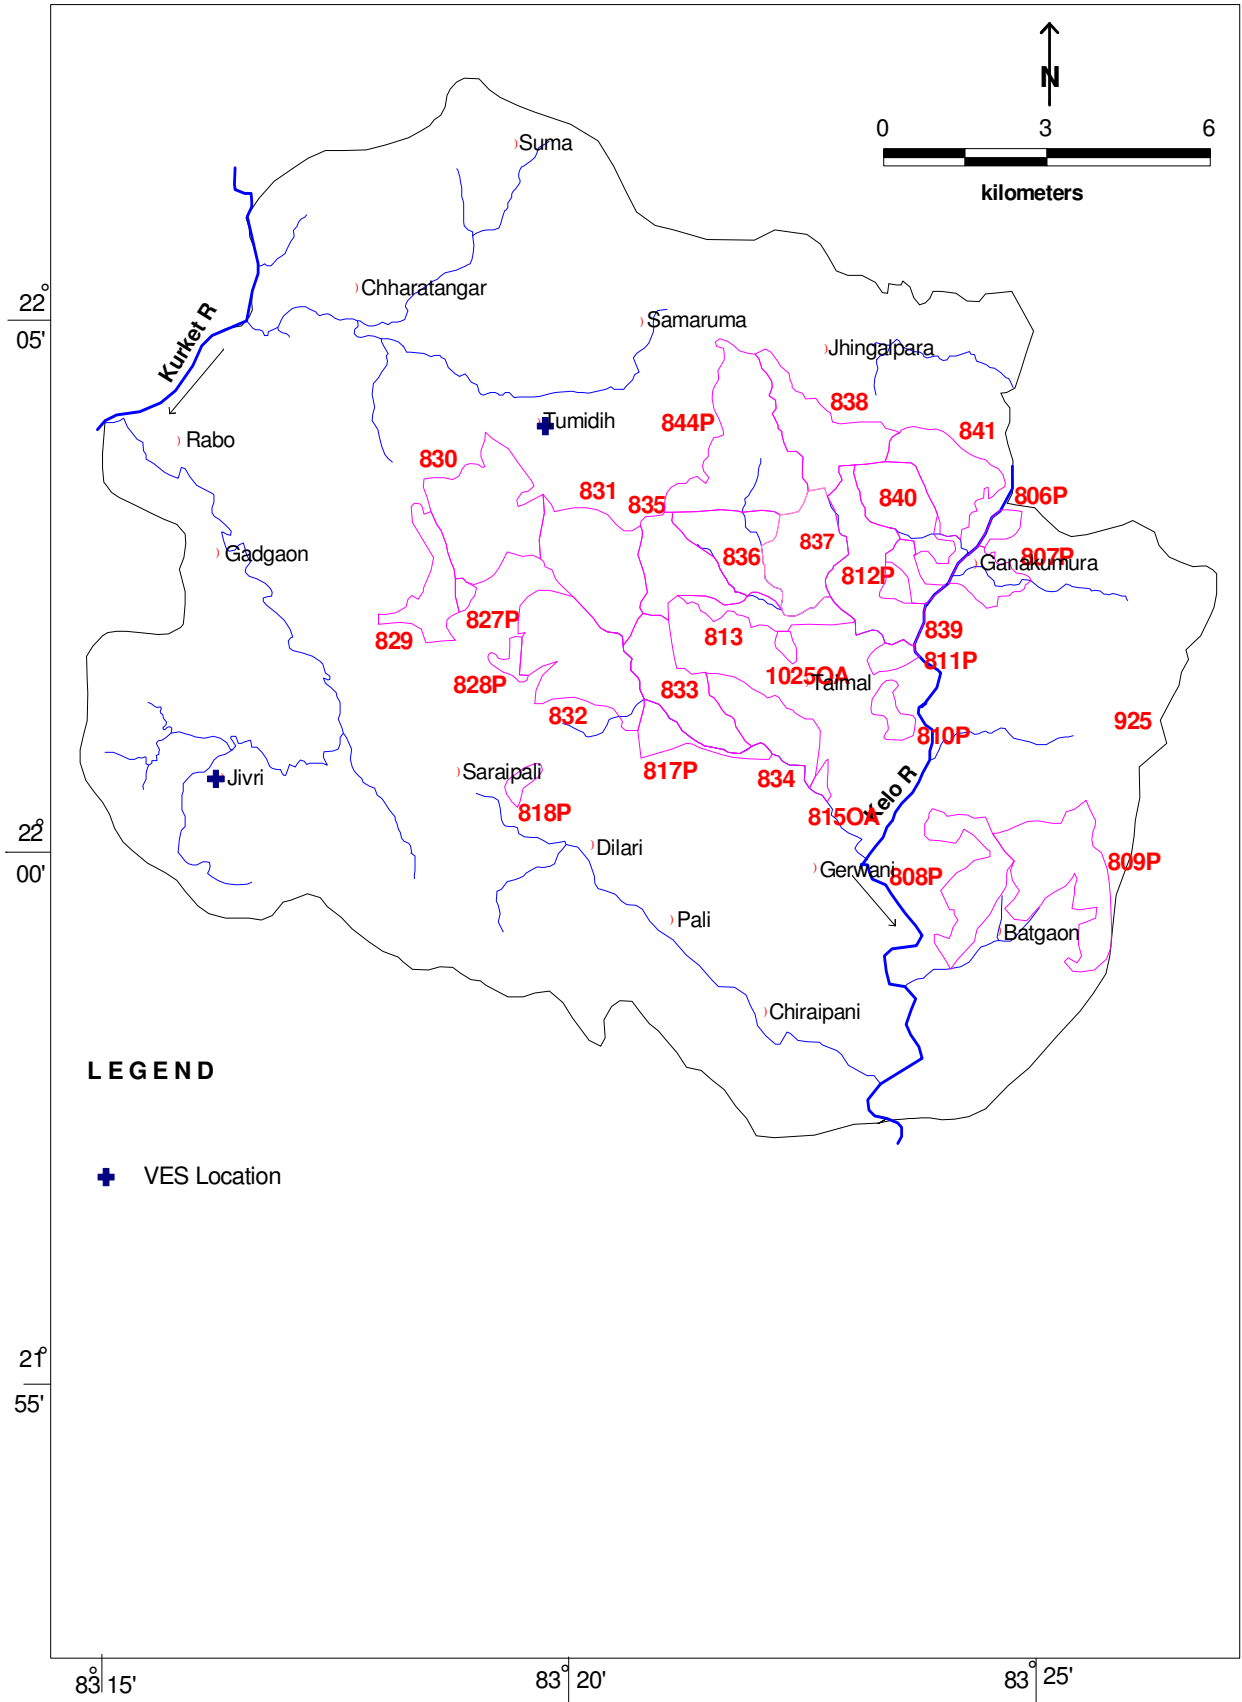 N
0 3 6
kilometers
Suma
Chharatangar
22°
05'
Kurket R
Samaruma
Jhingalpara
838
Tumidih
844P
841
Rabo
830
831
835
840
806P
Gadgaon
836
837
807P
Ganakumura
812P
827P
829
813
839
811P
828P
1025OA
Taimal
833
832
925
810P
Saraipali
817P
834
Jivri
818P
815OA
Kelo R
22°
00'
Dilari
Gerwani
808P
809P
Pali
Batgaon
Chiraipani
LEGEND
VES Location
21°
55'
83° 15' 83° 20' 83° 25'